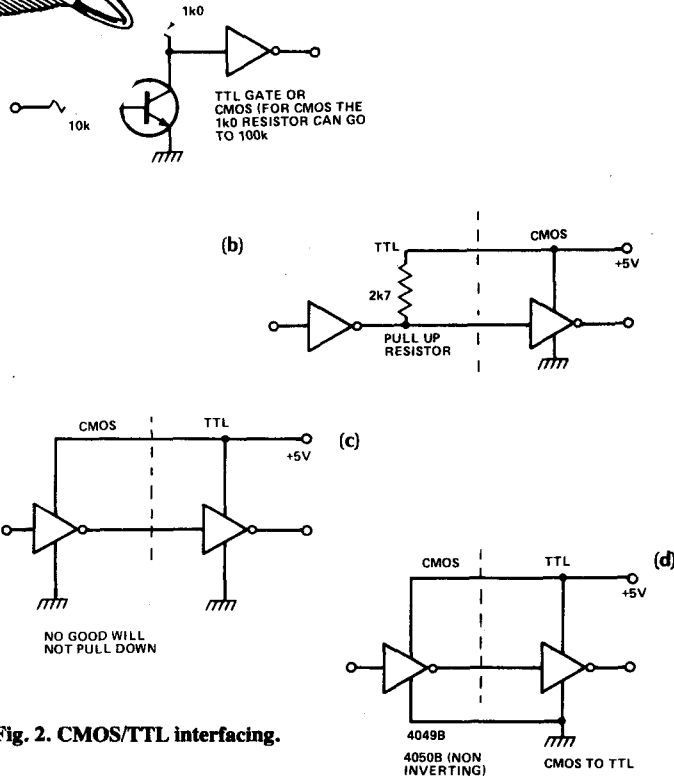 1k0
10k
TTL GATE OR
CMOS (FOR CMOS THE
1k0 RESISTOR CAN GO
TO 100k
(b)
TTL
CMOS
+5V
2k7
PULL UP
RESISTOR
(c)
CMOS
TTL
+5V
NO GOOD WILL
NOT PULL DOWN
(d)
CMOS
TTL
+5V
4049B
4050B (NON
INVERTING)
CMOS TO TTL
Fig. 2. CMOS/TTL interfacing.